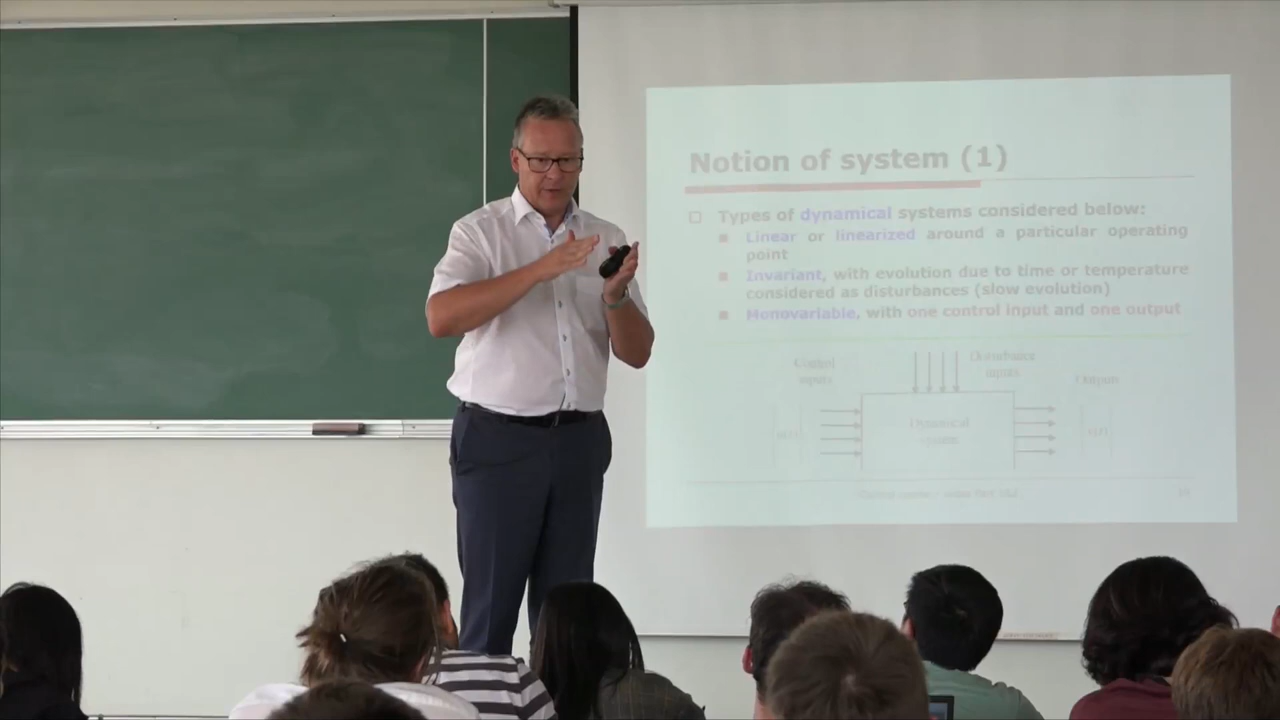 Notion of system (1)
Types of dynamical systems considered below:
Linear or linearized around a particular operating
point
Invariant, with evolution due to time or temperature
considered as disturbances (slow evolution)
Monovariable, with one control input and one output
Control
inputs
Disturbance
inputs
Outputs
Dynamical
system